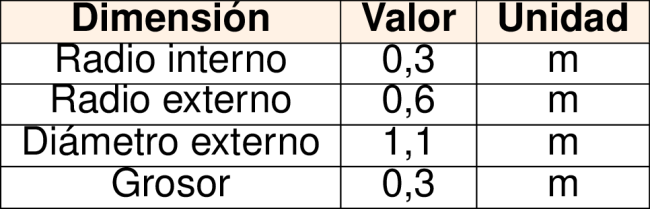 Dimensión Valor Unidad
Radio interno 0,3 m
Radio externo 0,6 m
Diámetro externo 1,1 m
Grosor 0,3 m